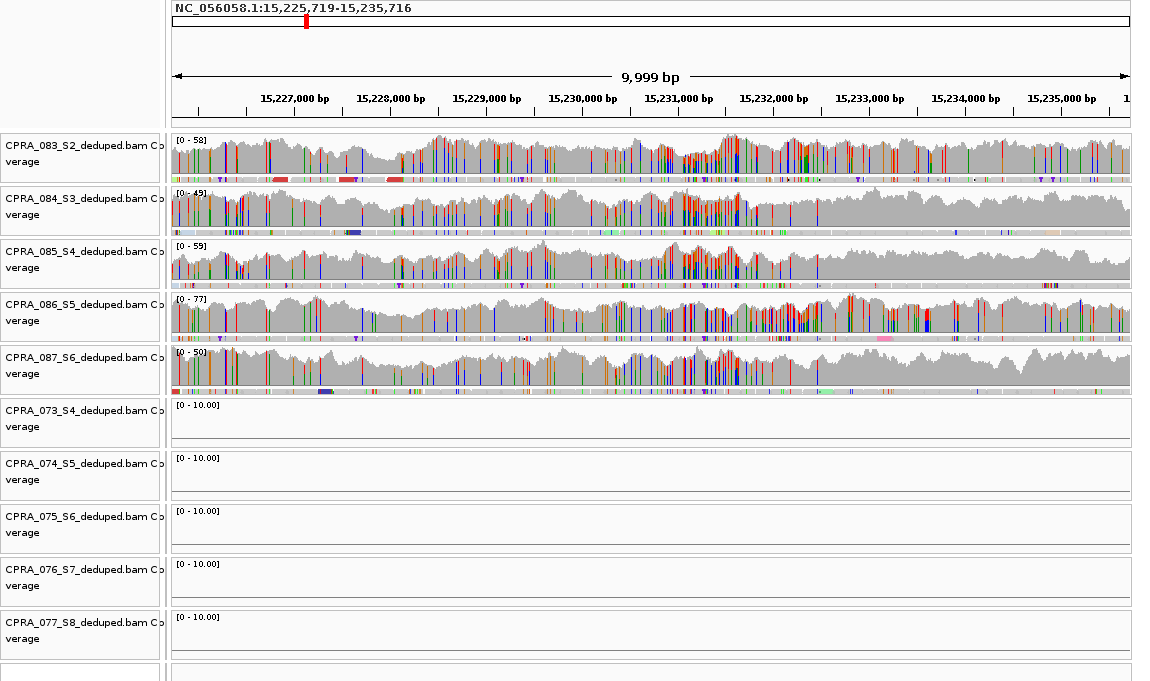 NC_056058.1:15,225,719-15,235,716
9,999 bp
15,227,000 bp 15,228,000 bp 15,229,000 bp 15,230,000 bp 15,231,000 bp 15,232,000 bp 15,233,000 bp 15,234,000 bp 15,235,000 bp 1
CPRA_083_S2_deduped.bam Co
verage
[0 - 58]
CPRA_084_S3_deduped.bam Co
verage
[0 - 49]
CPRA_085_S4_deduped.bam Co
verage
[0 - 59]
CPRA_086_S5_deduped.bam Co
verage
[0 - 77]
CPRA_087_S6_deduped.bam Co
verage
[0 - 50]
CPRA_073_S4_deduped.bam Co
verage
[0 - 10.00]
CPRA_074_S5_deduped.bam Co
verage
[0 - 10.00]
CPRA_075_S6_deduped.bam Co
verage
[0 - 10.00]
CPRA_076_S7_deduped.bam Co
verage
[0 - 10.00]
CPRA_077_S8_deduped.bam Co
verage
[0 - 10.00]